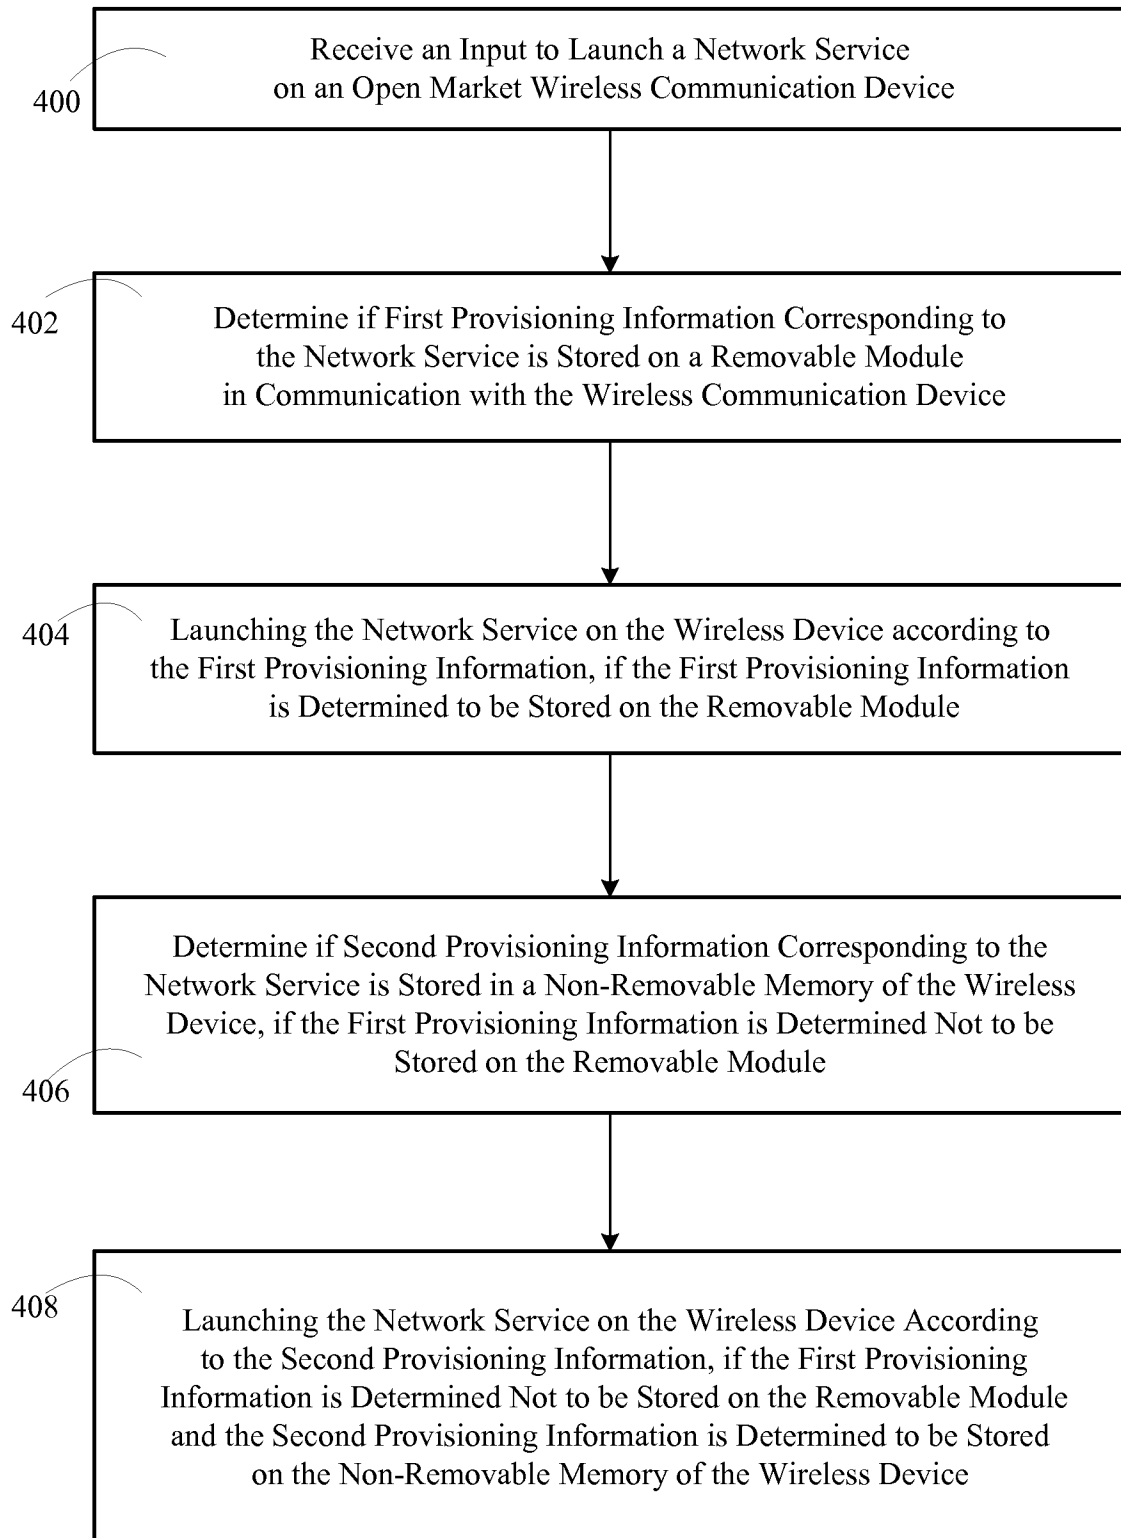 Receive an Input to Launch a Network Service
on an Open Market Wireless Communication Device
400
402
Determine if First Provisioning Information Corresponding to
the Network Service is Stored on a Removable Module
in Communication with the Wireless Communication Device
404
Launching the Network Service on the Wireless Device according to
the First Provisioning Information, if the First Provisioning Information
is Determined to be Stored on the Removable Module
Determine if Second Provisioning Information Corresponding to the
Network Service is Stored in a Non-Removable Memory of the Wireless
Device, if the First Provisioning Information is Determined Not to be
Stored on the Removable Module
406
408
Launching the Network Service on the Wireless Device According
to the Second Provisioning Information, if the First Provisioning
Information is Determined Not to be Stored on the Removable Module
and the Second Provisioning Information is Determined to be Stored
on the Non-Removable Memory of the Wireless Device